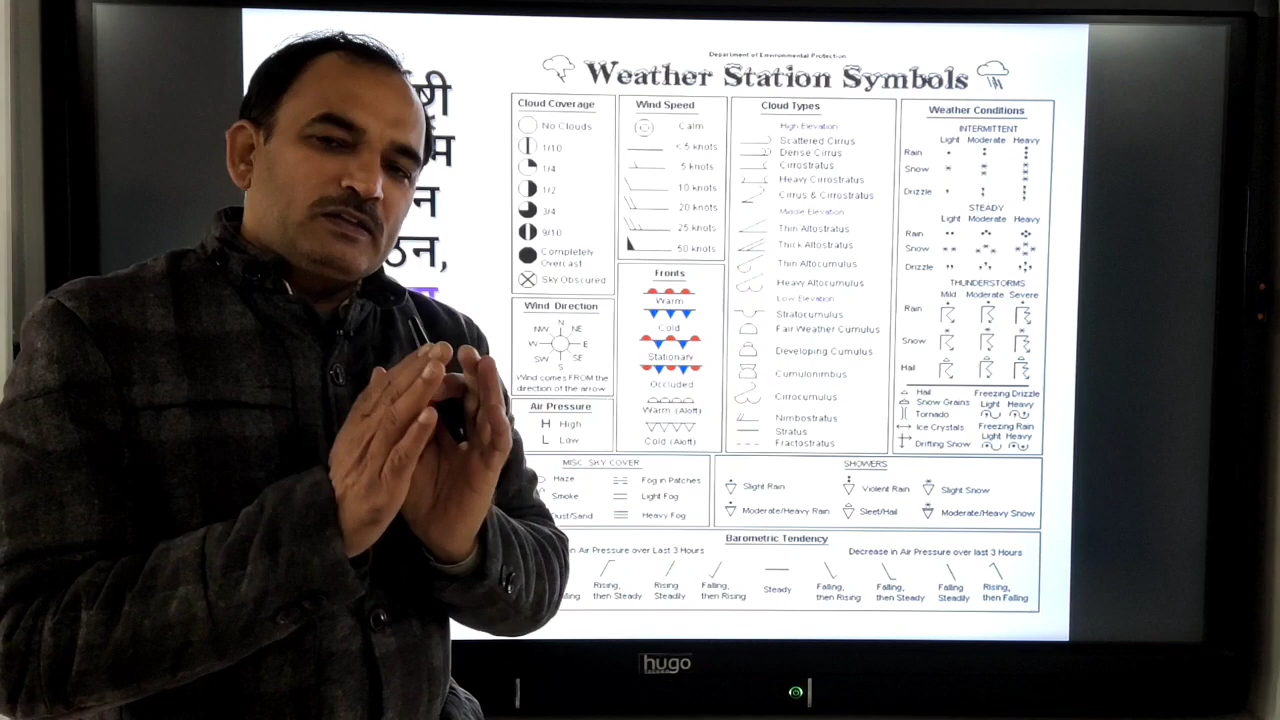 Department of Environmental Protection
Weather Station Symbols
ष्टी
म
न
ठन,
Cloud Coverage
No Clouds
1/10
1/4
1/2
3/4
9/10
Completely
Overcast
Sky Obscured
Wind Direction
N
NW NE
W E
SW SE
S
Wind comes FROM the
direction of the arrow
Air Pressure
H High
L Low
Wind Speed
Calm
< 5 knots
5 knots
10 knots
20 knots
25 knots
50 knots
Fronts
Warm
Cold
Stationary
Occluded
Warm (Aloft)
Cold (Aloft)
Cloud Types
High Elevation
Scattered Cirrus
Dense Cirrus
Cirrostratus
Heavy Cirrostratus
Cirrus & Cirrostratus
Middle Elevation
Thin Altostratus
Thick Altostratus
Thin Altocumulus
Heavy Altocumulus
Low Elevation
Stratocumulus
Fair Weather Cumulus
Developing Cumulus
Cumulonimbus
Cirrocumulus
Nimbostratus
Stratus
Fractostratus
Weather Conditions
INTERMITTENT
Light Moderate Heavy
Rain
Snow
Drizzle
STEADY
Light Moderate Heavy
Rain
Snow
Drizzle
THUNDERSTORMS
Mild Moderate Severe
Rain
Snow
Hail
Hail Freezing Drizzle
Snow Grains Light Heavy
Tornado
Ice Crystals Freezing Rain
Drifting Snow Light Heavy
MISC. SKY COVER
Haze Fog in Patches
Smoke Light Fog
Dust/Sand Heavy Fog
SHOWERS
Slight Rain Violent Rain Slight Snow
Moderate/Heavy Rain Sleet/Hail Moderate/Heavy Snow
Barometric Tendency
in Air Pressure over Last 3 Hours Decrease in Air Pressure over last 3 Hours
Rising, Rising Falling, Steady Falling, Falling, Falling Rising,
then Steady Steadily then Rising then Rising then Steady Steadily then Falling
hugo